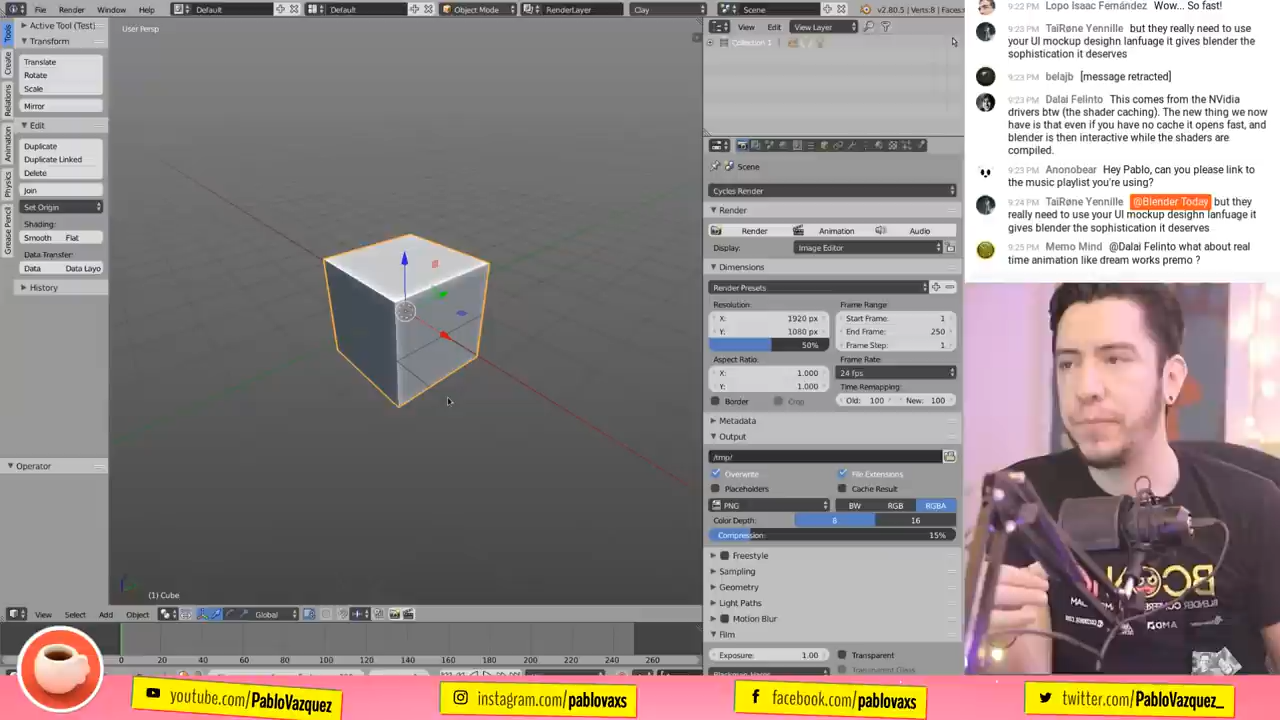 File Edit Render Window Help
Default
Default
Object Mode
RenderLayer
Clay
Scene
v2.80.5 | Verts:8 | Faces:
Active Tool (Test)
Transform
Translate
Rotate
Scale
Mirror
Edit
Duplicate
Duplicate Linked
Delete
Join
Set Origin
Shading:
Smooth Flat
Data Transfer:
Data Data Layo
History
Operator
Tools
Create
Relations
Animation
Physics
Grease Pencil
User Persp
(1) Cube
View Select Add Object
Global
0 20 40 60 80 100 120 140 160 180 200 220 240 260
View Edit View Layer
Collection 1
Scene
Cycles Render
Render
Render Animation Audio
Display: Image Editor
Dimensions
Render Presets
Resolution:
X: 1920 px
Y: 1080 px
50%
Aspect Ratio:
X: 1.000
Y: 1.000
Border Crop
Frame Range:
Start Frame: 1
End Frame: 250
Frame Step: 1
Frame Rate:
24 fps
Time Remapping:
Old: 100 New: 100
Metadata
Output
/tmp/
Overwrite File Extensions
Placeholders Cache Result
PNG BW RGB RGBA
Color Depth: 8 16
Compression: 15%
Freestyle
Sampling
Geometry
Light Paths
Motion Blur
Film
Exposure: 1.00 Transparent
9:22 PM Lopo Isaac Fernández Wow... So fast!
9:23 PM TaiRøne Yennille but they really need to use
your UI mockup desighn lanfuage it gives blender the
sophistication it deserves
9:23 PM belajb [message retracted]
9:23 PM Dalai Felinto This comes from the NVidia
drivers btw (the shader caching). The new thing we now
have is that even if you have no cache it opens fast, and
blender is then interactive while the shaders are
compiled.
9:23 PM Anonobear Hey Pablo, can you please link to
the music playlist you're using?
9:24 PM TaiRøne Yennille @Blender Today but they
really need to use your UI mockup desighn lanfuage it
gives blender the sophistication it deserves
9:25 PM Memo Mind @Dalai Felinto what about real
time animation like dream works premo ?
youtube.com/PabloVazquez
instagram.com/pablovaxs
facebook.com/pablovaxs
twitter.com/PabloVazquez_